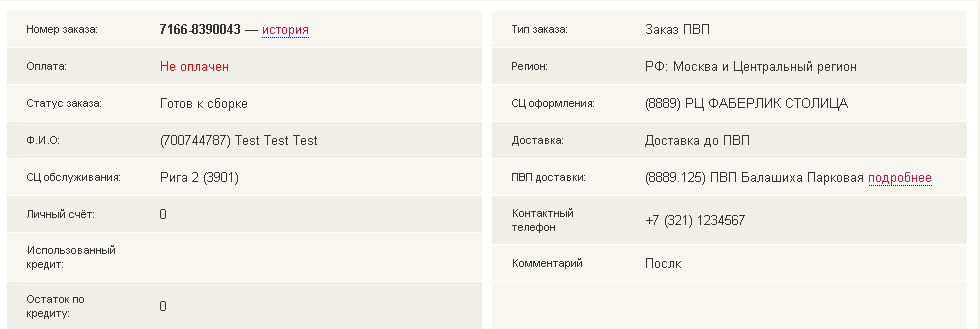 Номер заказа: 7166-8390043 — история
Оплата: Не оплачен
Статус заказа: Готов к сборке
Ф.И.О: (700744787) Test Test Test
СЦ обслуживания: Рига 2 (3901)
Личный счёт: 0
Использованный
кредит:
Остаток по
кредиту: 0
Тип заказа: Заказ ПВП
Регион: РФ: Москва и Центральный регион
СЦ оформления: (8889) РЦ ФАБЕРЛИК СТОЛИЦА
Доставка: Доставка до ПВП
ПВП доставки: (8889.125) ПВП Балашиха Парковая подробнее
Контактный
телефон +7 (321) 1234567
Комментарий Послк